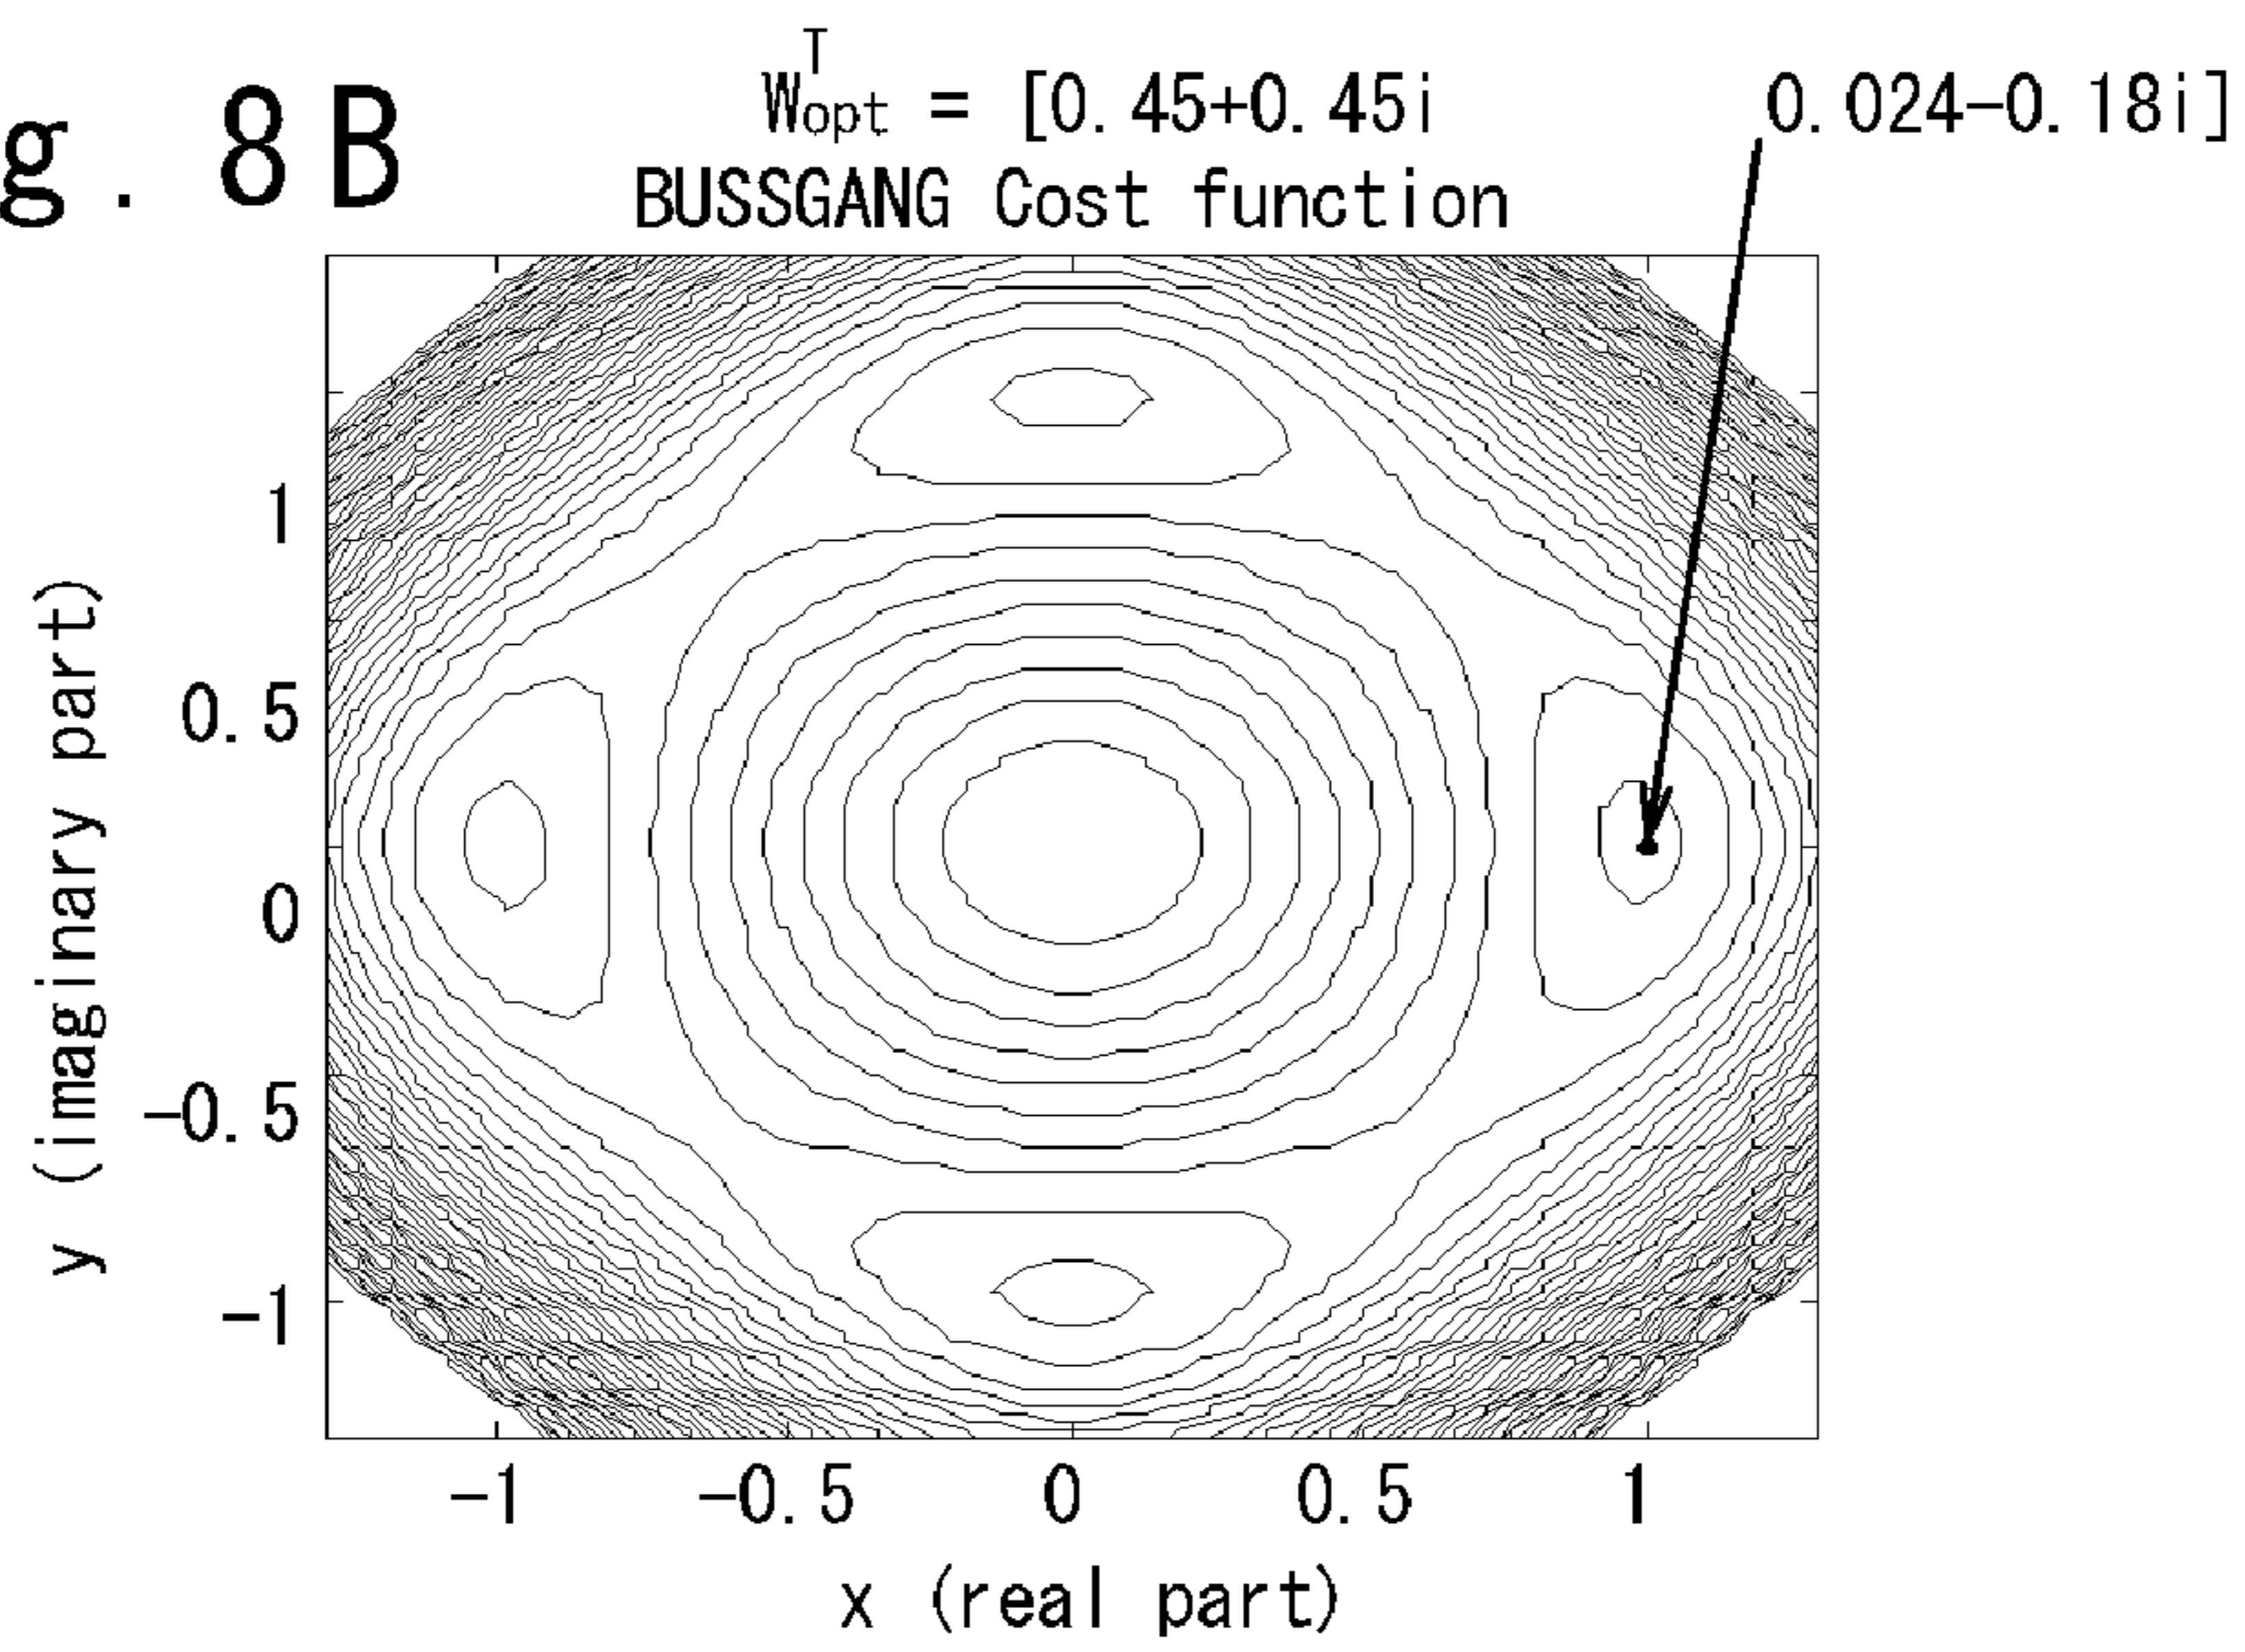 g. 8B
W^T_opt = [0.45+0.45i 0.024-0.18i]
BUSSGANG Cost function
y (imaginary part)
1
0.5
0
-0.5
-1
-1 -0.5 0 0.5 1
x (real part)